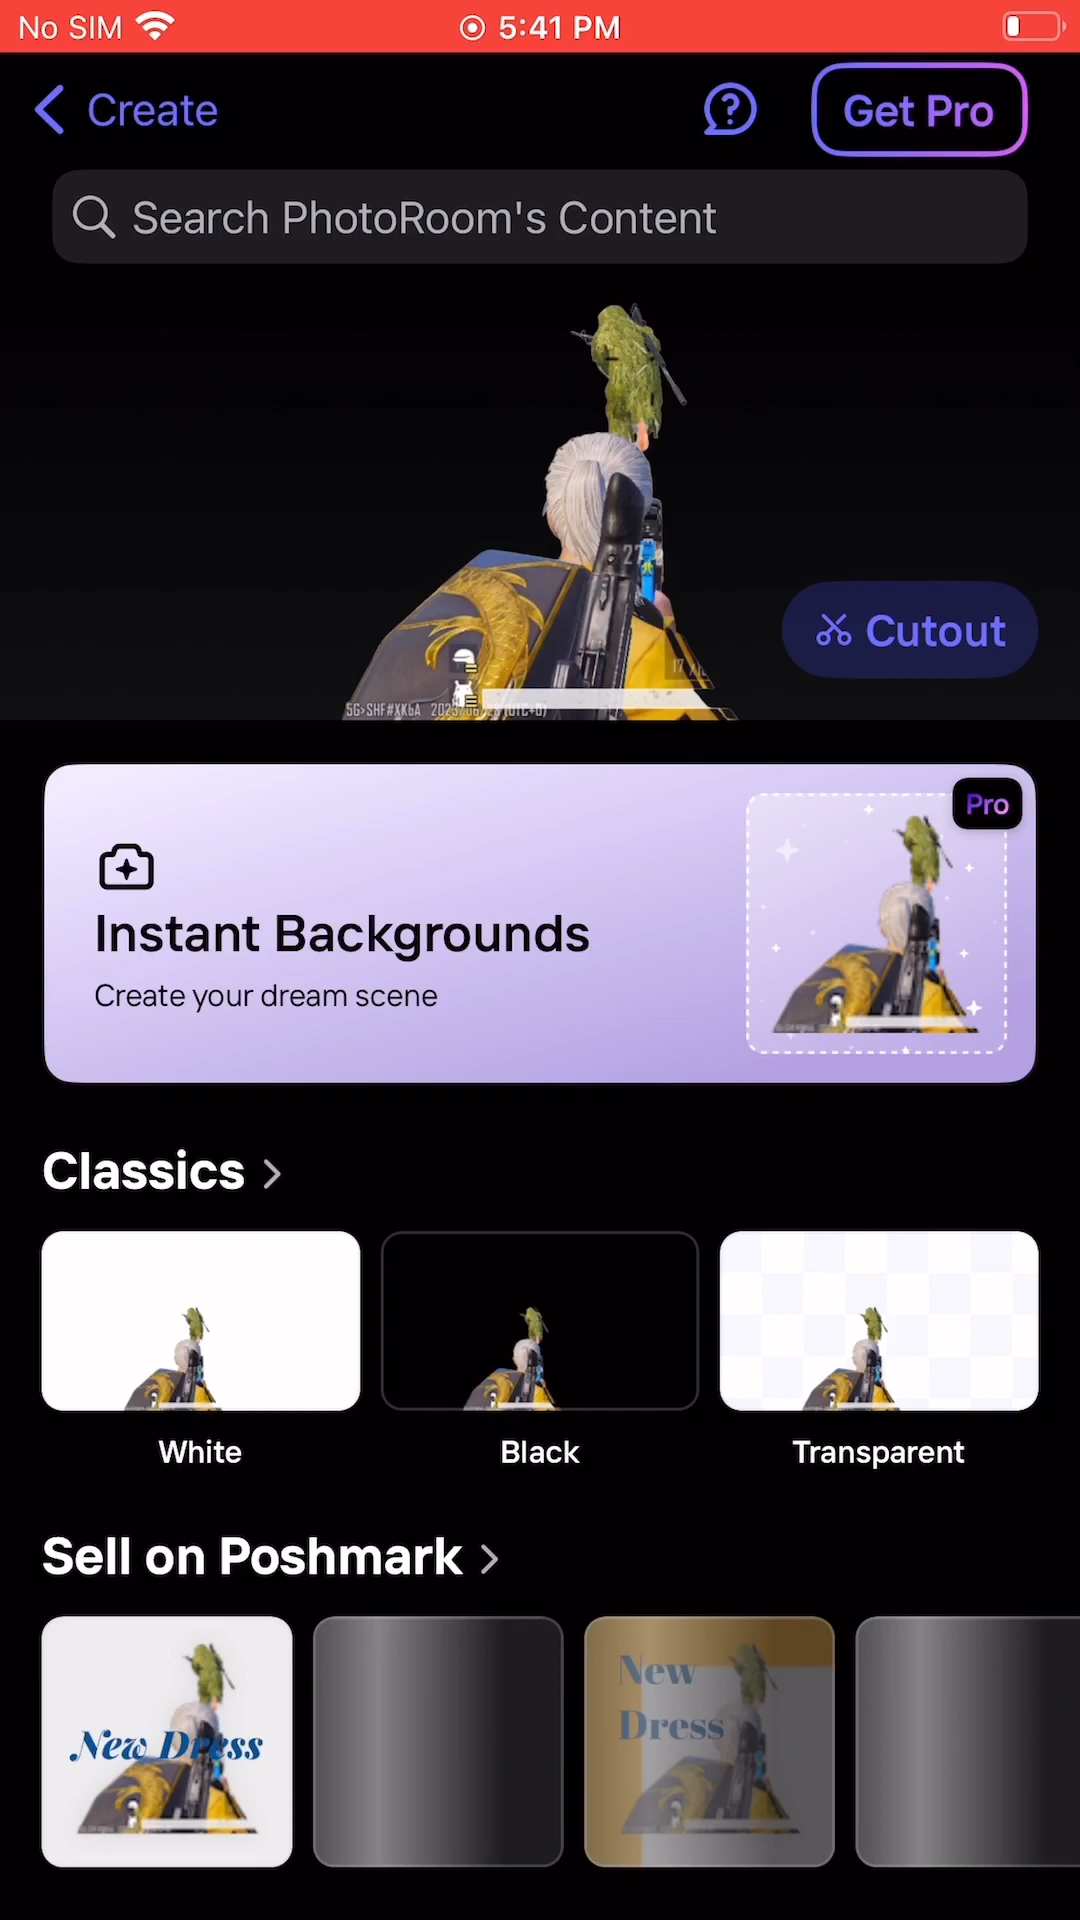 No SIM 5:41 PM
Create Get Pro
Search PhotoRoom's Content
27
Cutout
Pro
Instant Backgrounds
Create your dream scene
Classics
White Black Transparent
Sell on Poshmark
New Dress
New
Dress